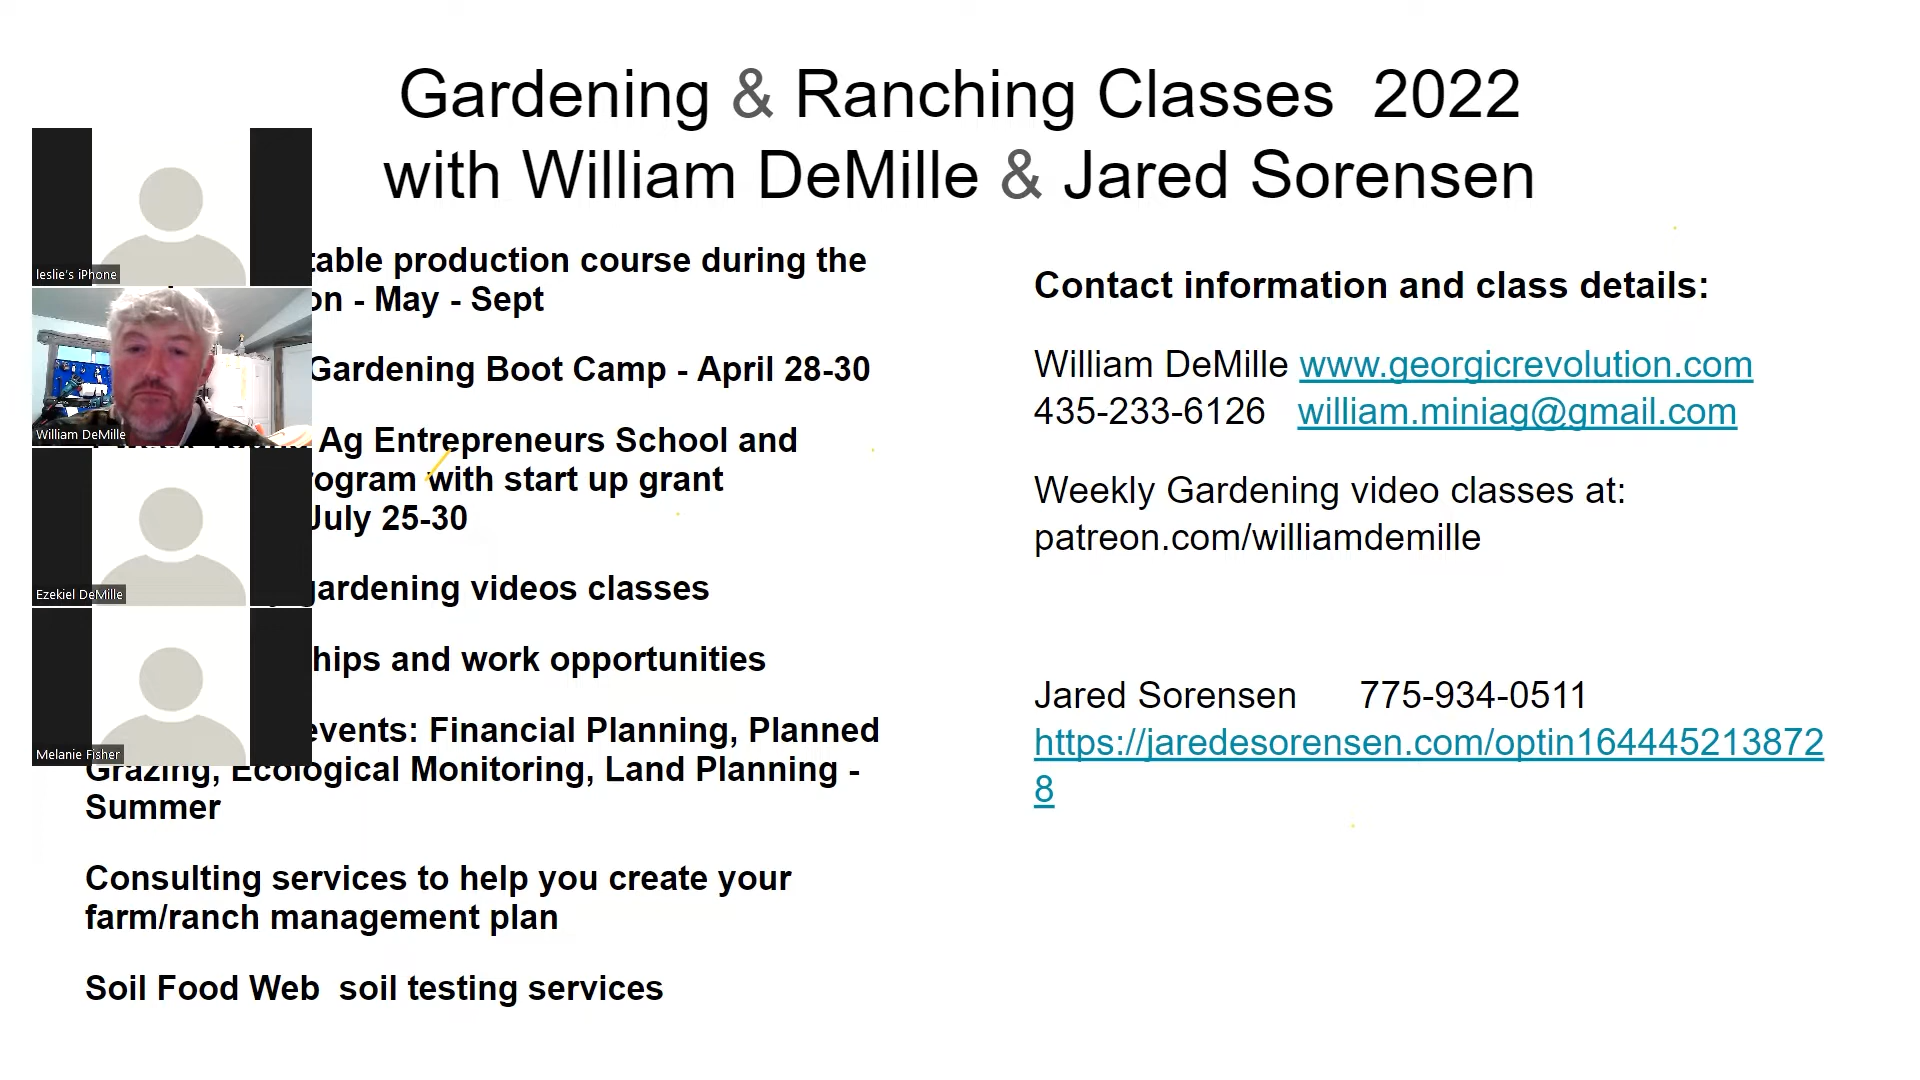 Gardening & Ranching Classes 2022
with William DeMille & Jared Sorensen
leslie's iPhone
William DeMille
Ezekiel DeMille
Melanie Fisher
production course during the
- May - Sept
Gardening Boot Camp - April 28-30
Ag Entrepreneurs School and
with start up grant
July 25-30
gardening videos classes
and work opportunities
events: Financial Planning, Planned
Grazing, Ecological Monitoring, Land Planning -
Summer
Consulting services to help you create your
farm/ranch management plan
Soil Food Web soil testing services
Contact information and class details:
William DeMille www.georgicrevolution.com
435-233-6126 william.miniag@gmail.com
Weekly Gardening video classes at:
patreon.com/williamdemille
Jared Sorensen 775-934-0511
https://jaredesorensen.com/optin164445213872
8